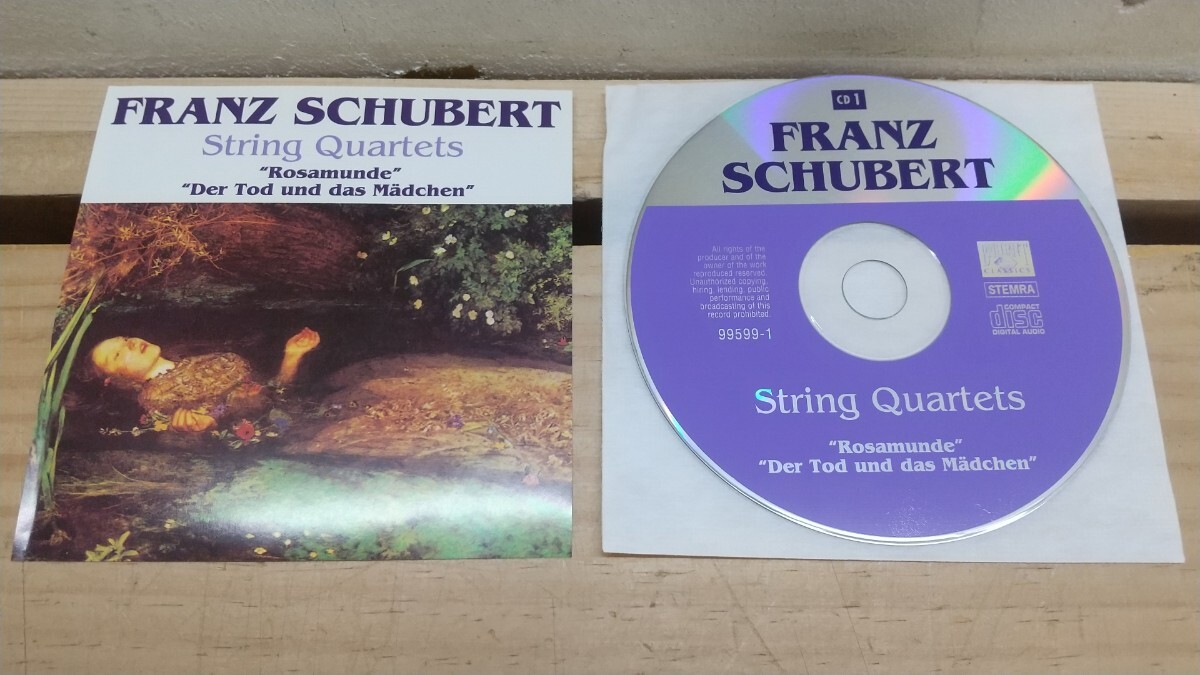 FRANZ SCHUBERT
String Quartets
“Rosamunde”
“Der Tod und das Mädchen”
CD 1
FRANZ
SCHUBERT
All rights of the
producer and of the
owner of the work
reproduced reserved.
Unauthorized copying,
hiring, lending, public
performance and
broadcasting of this
record prohibited.
99599-1
CLASSICS
STEMRA
COMPACT
disc
DIGITAL AUDIO
String Quartets
“Rosamunde”
“Der Tod und das Mädchen”